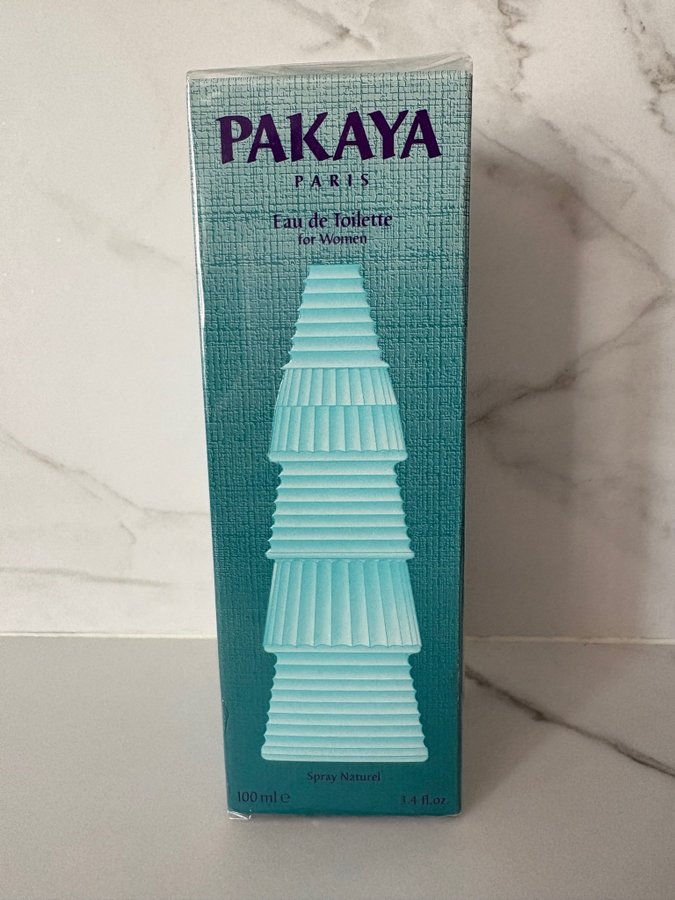 PAKAYA
PARIS
Eau de Toilette
for Women
Spray Naturel
100 ml ℮
3.4 fl.oz.